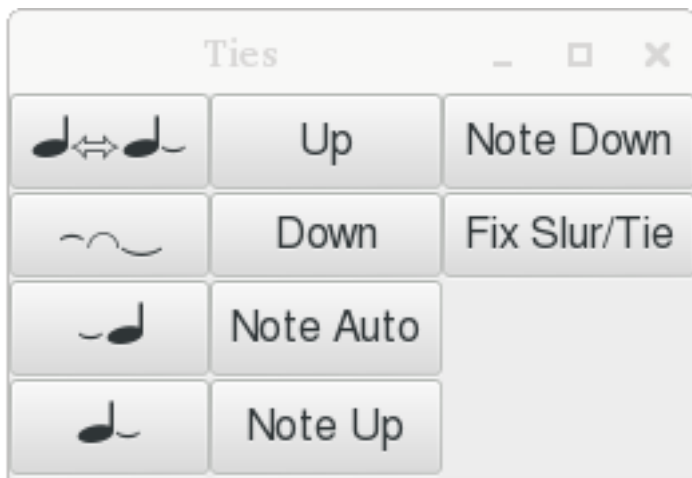 Ties
Up Note Down
Down Fix Slur/Tie
Note Auto
Note Up